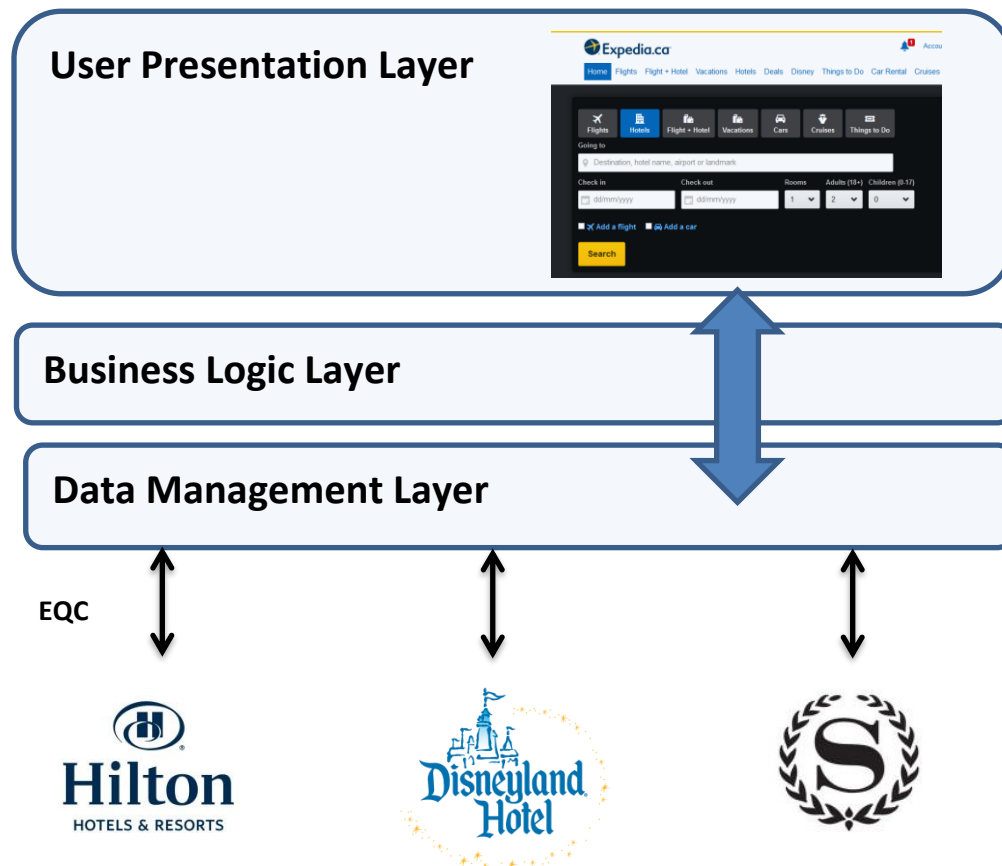 User Presentation Layer
Expedia.ca
1
Accou
Home Flights Flight + Hotel Vacations Hotels Deals Disney Things to Do Car Rental Cruises
Flights Hotels Flight + Hotel Vacations Cars Cruises Things to Do
Going to
Destination, hotel name, airport or landmark
Check in Check out Rooms Adults (18+) Children (0-17)
dd/mm/yyyy dd/mm/yyyy 1 2 0
Add a flight Add a car
Search
Business Logic Layer
Data Management Layer
EQC
H
Hilton
HOTELS & RESORTS
Disneyland
Hotel
S